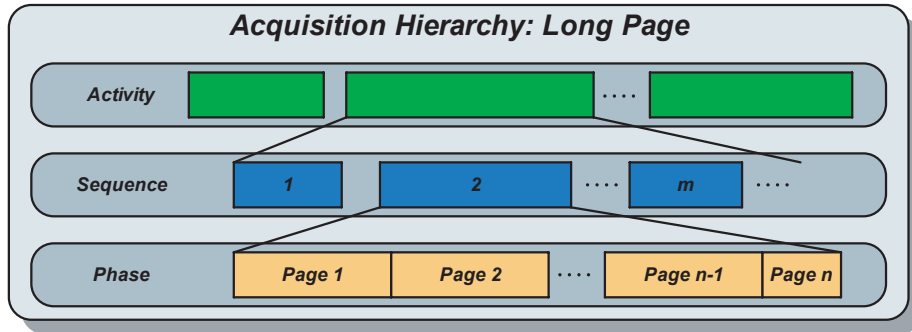 Acquisition Hierarchy: Long Page
Activity ....
Sequence 1 2 .... m ....
Phase Page 1 Page 2 .... Page n-1 Page n